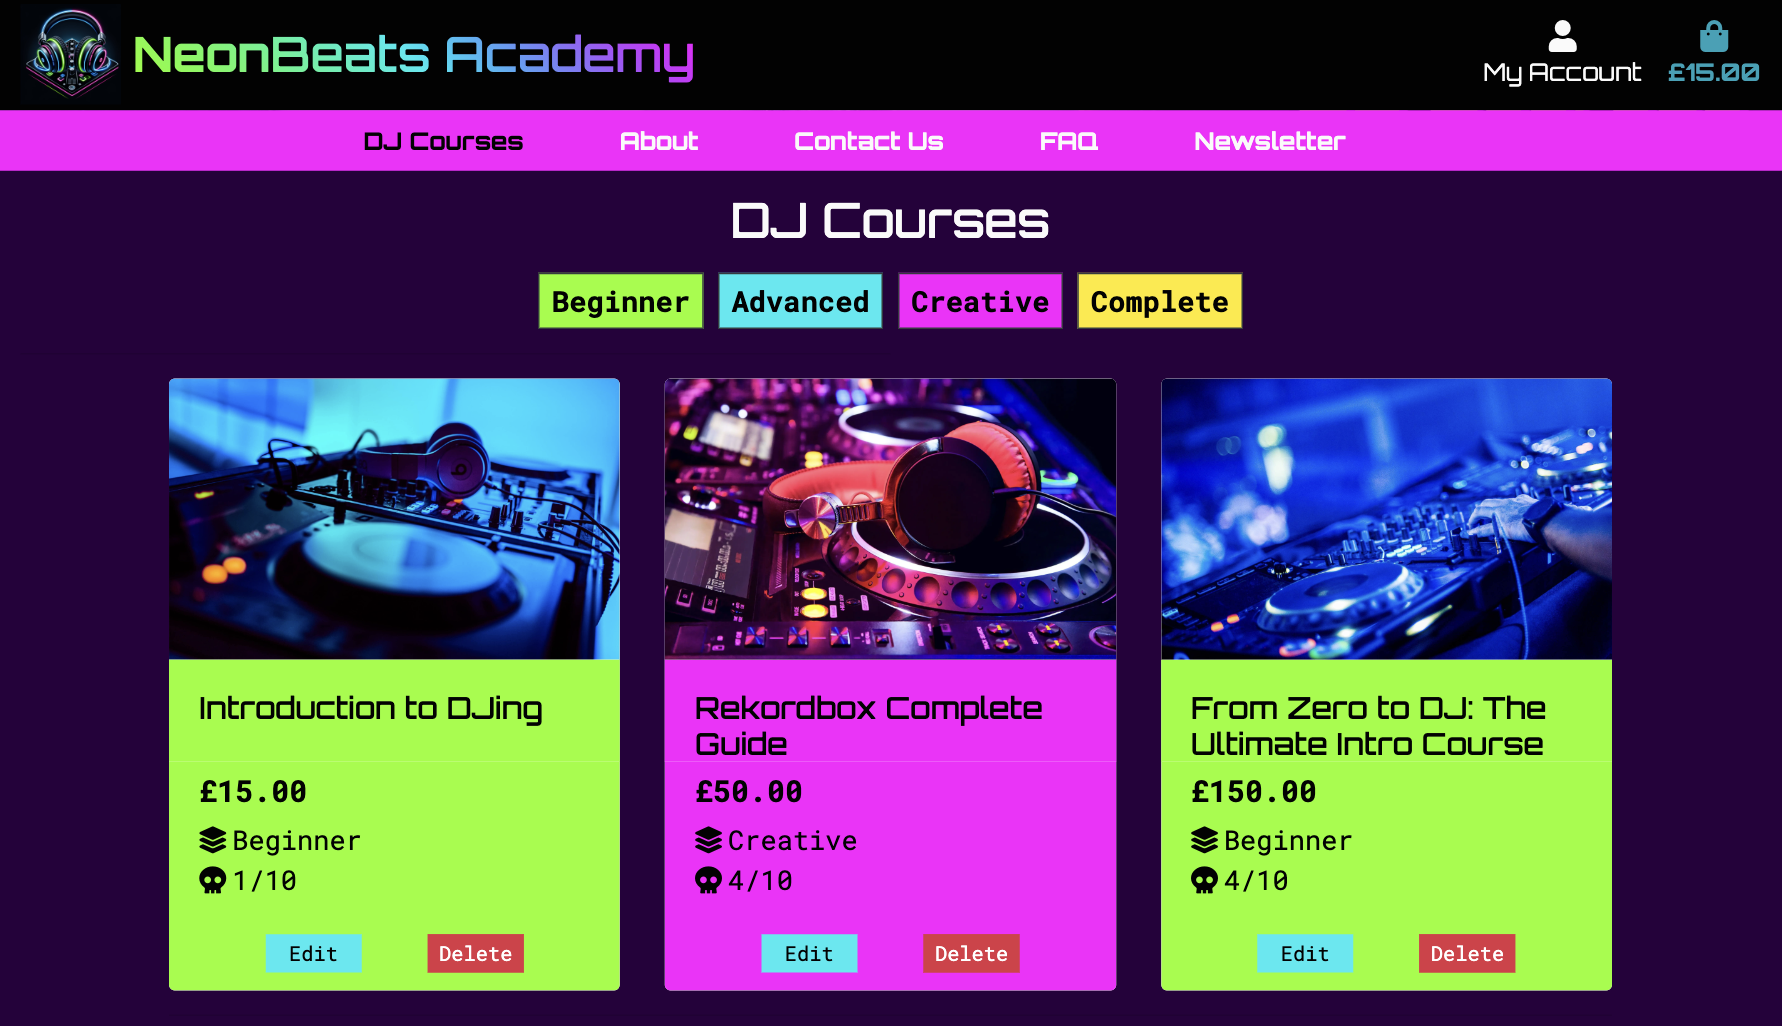 NeonBeats Academy
My Account
£15.00
DJ Courses
About
Contact Us
FAQ
Newsletter
DJ Courses
Beginner
Advanced
Creative
Complete
Introduction to DJing
£15.00
Beginner
1/10
Edit
Delete
Rekordbox Complete
Guide
£50.00
Creative
4/10
Edit
Delete
From Zero to DJ: The
Ultimate Intro Course
£150.00
Beginner
4/10
Edit
Delete